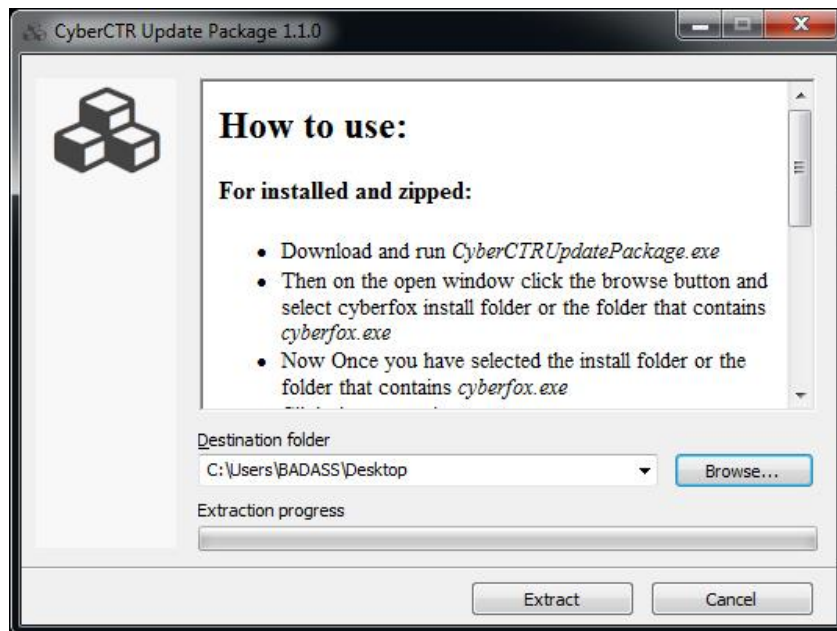 CyberCTR Update Package 1.1.0
How to use:
For installed and zipped:
• Download and run CyberCTRUpdatePackage.exe
• Then on the open window click the browse button and
select cyberfox install folder or the folder that contains
cyberfox.exe
• Now Once you have selected the install folder or the
folder that contains cyberfox.exe
Destination folder
C:\Users\BADASS\Desktop
Browse...
Extraction progress
Extract
Cancel